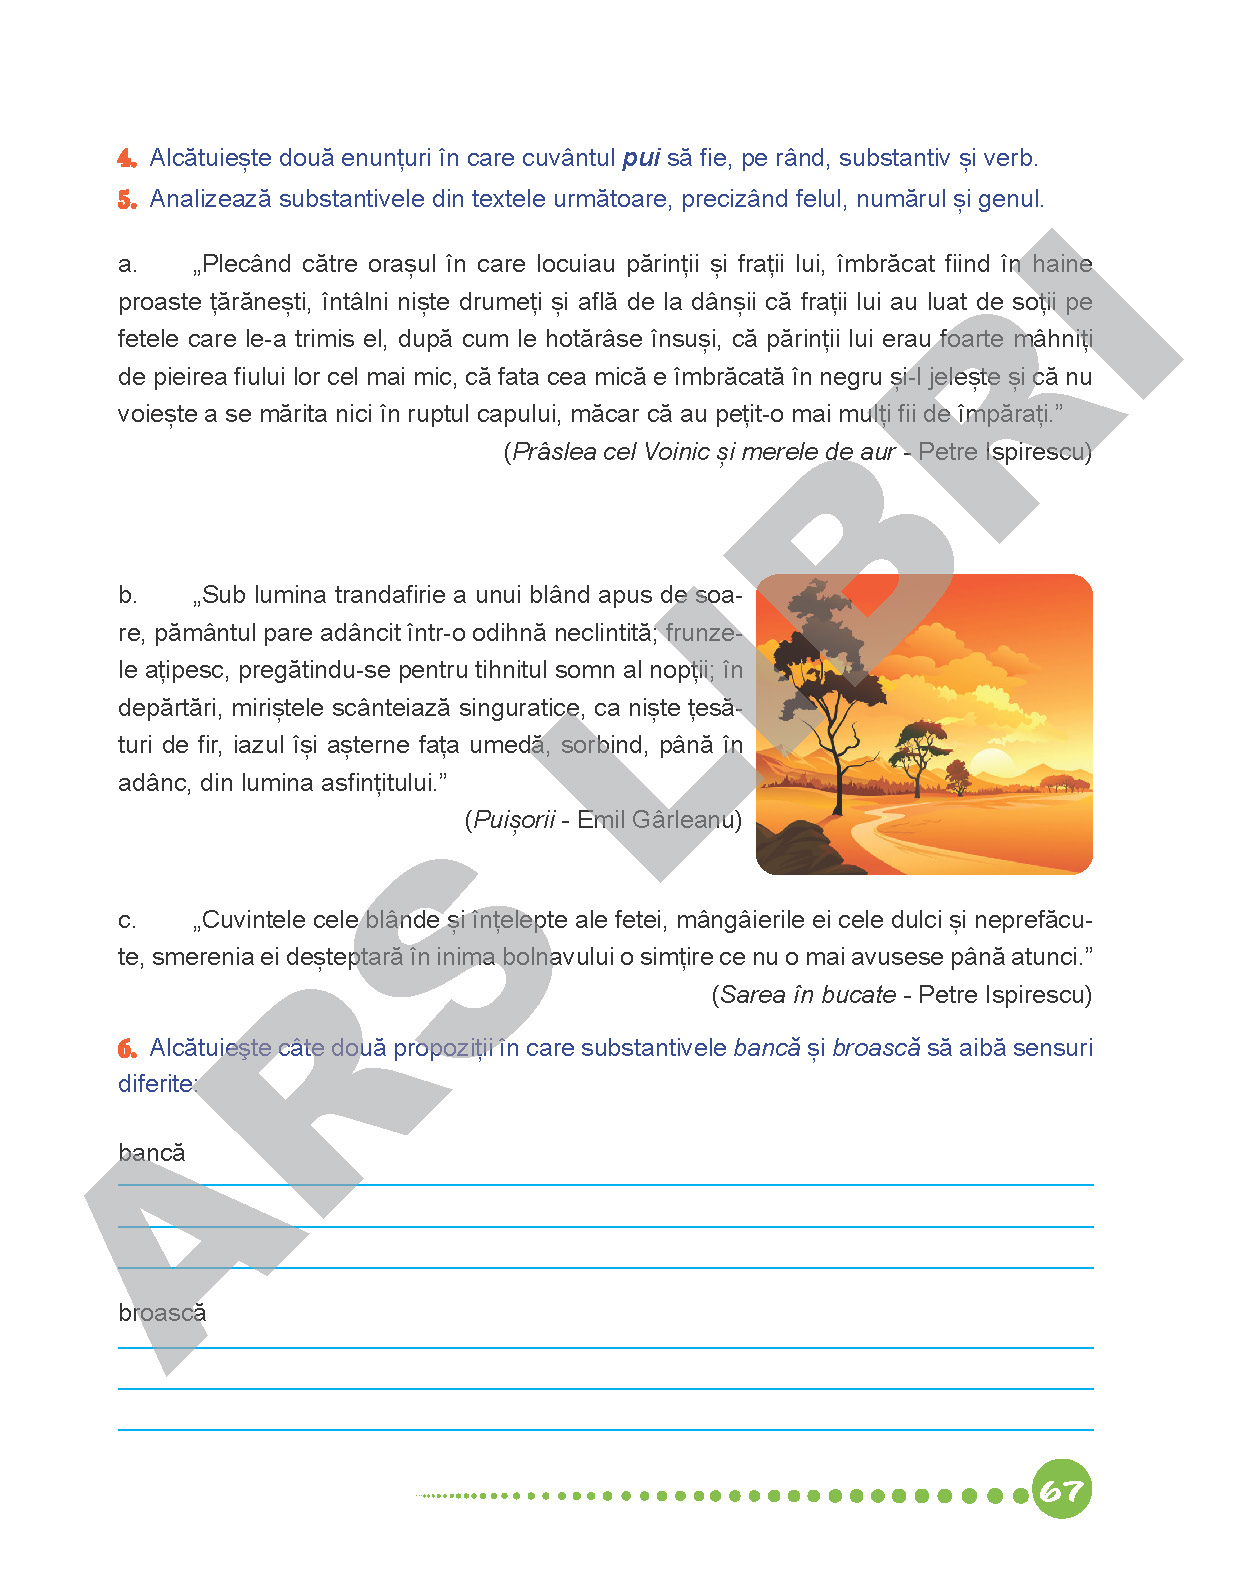 4. Alcătuiește două enunțuri în care cuvântul pui să fie, pe rând, substantiv și verb.
5. Analizează substantivele din textele următoare, precizând felul, numărul și genul.
a. „Plecând către orașul în care locuiau părinții și frații lui, îmbrăcat fiind în haine
proaste țărănești, întâlni niște drumeți și află de la dânșii că frații lui au luat de soții pe
fetele care le-a trimis el, după cum le hotărâse însuși, că părinții lui erau foarte mâhniți
de pieirea fiului lor cel mai mic, că fata cea mică e îmbrăcată în negru și-l jelește și că nu
voiește a se mărita nici în ruptul capului, măcar că au pețit-o mai mulți fii de împărați.”
(Prâslea cel Voinic și merele de aur - Petre Ispirescu)
b. „Sub lumina trandafirie a unui blând apus de soa-
re, pământul pare adâncit într-o odihnă neclintită; frunze-
le ațipesc, pregătindu-se pentru tihnitul somn al nopții; în
depărtări, miriștele scânteiază singuratice, ca niște țesă-
turi de fir, iazul își așterne fața umedă, sorbind, până în
adânc, din lumina asfințitului.”
(Puișorii - Emil Gârleanu)
c. „Cuvintele cele blânde și înțelepte ale fetei, mângâierile ei cele dulci și neprefăcu-
te, smerenia ei deșteptară în inima bolnavului o simțire ce nu o mai avusese până atunci.”
(Sarea în bucate - Petre Ispirescu)
6. Alcătuieşte câte două propoziții în care substantivele bancă și broască să aibă sensuri
diferite:
bancă
broască
67
ARS LIBRI